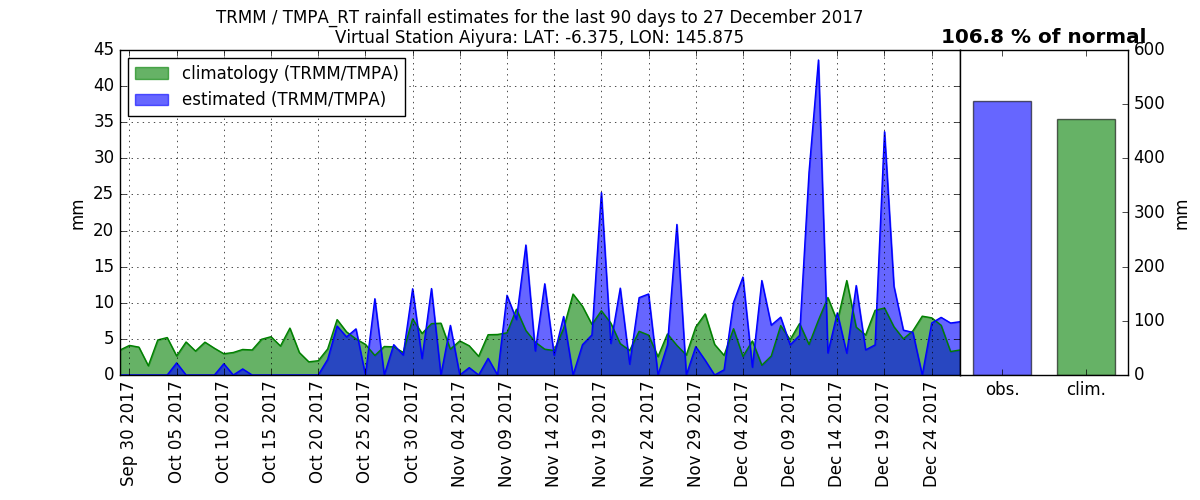 TRMM / TMPA_RT rainfall estimates for the last 90 days to 27 December 2017
Virtual Station Aiyura: LAT: -6.375, LON: 145.875
106.8 % of normal
climatology (TRMM/TMPA)
estimated (TRMM/TMPA)
45
40
35
30
25
20
15
10
5
0
mm
600
500
400
300
200
100
0
mm
Sep 30 2017
Oct 05 2017
Oct 10 2017
Oct 15 2017
Oct 20 2017
Oct 25 2017
Oct 30 2017
Nov 04 2017
Nov 09 2017
Nov 14 2017
Nov 19 2017
Nov 24 2017
Nov 29 2017
Dec 04 2017
Dec 09 2017
Dec 14 2017
Dec 19 2017
Dec 24 2017
obs.
clim.